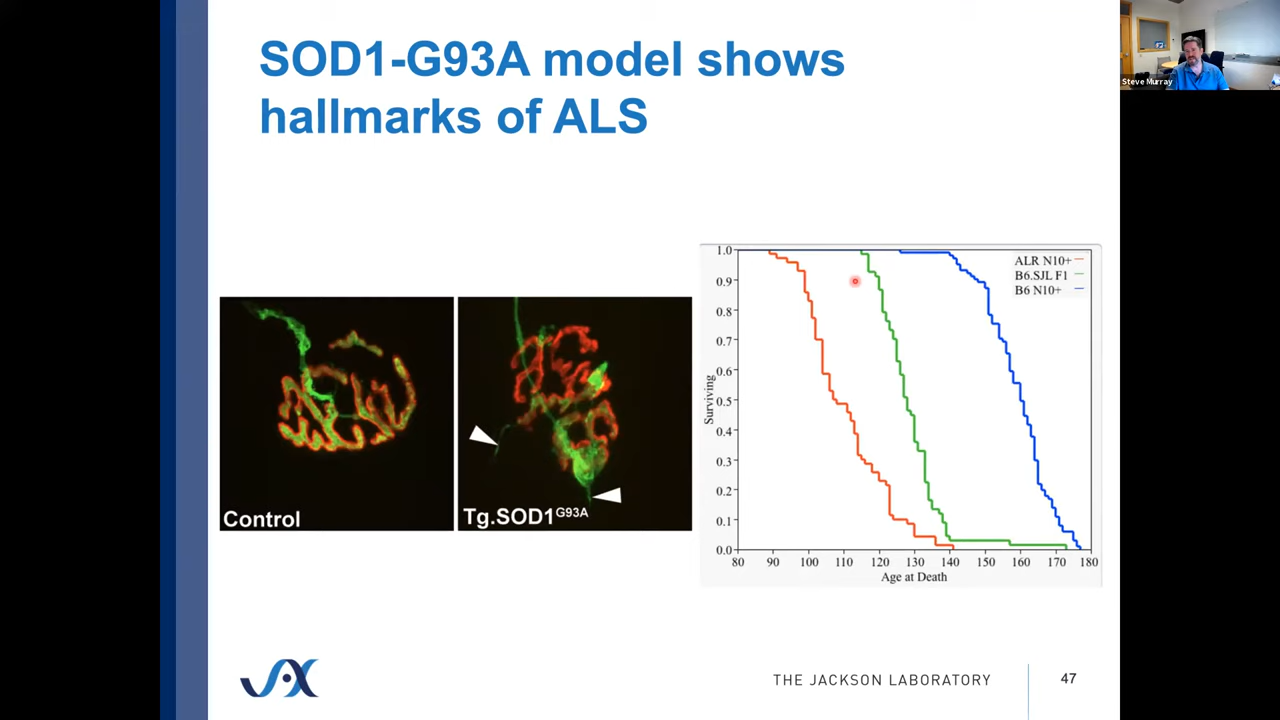 SOD1-G93A model shows
hallmarks of ALS
Steve Murray
Control
Tg.SOD1G93A
1.0
0.9
0.8
0.7
0.6
0.5
0.4
0.3
0.2
0.1
0.0
Surviving
ALR N10+
B6.SJL F1
B6 N10+
80 90 100 110 120 130 140 150 160 170 180
Age at Death
THE JACKSON LABORATORY
47